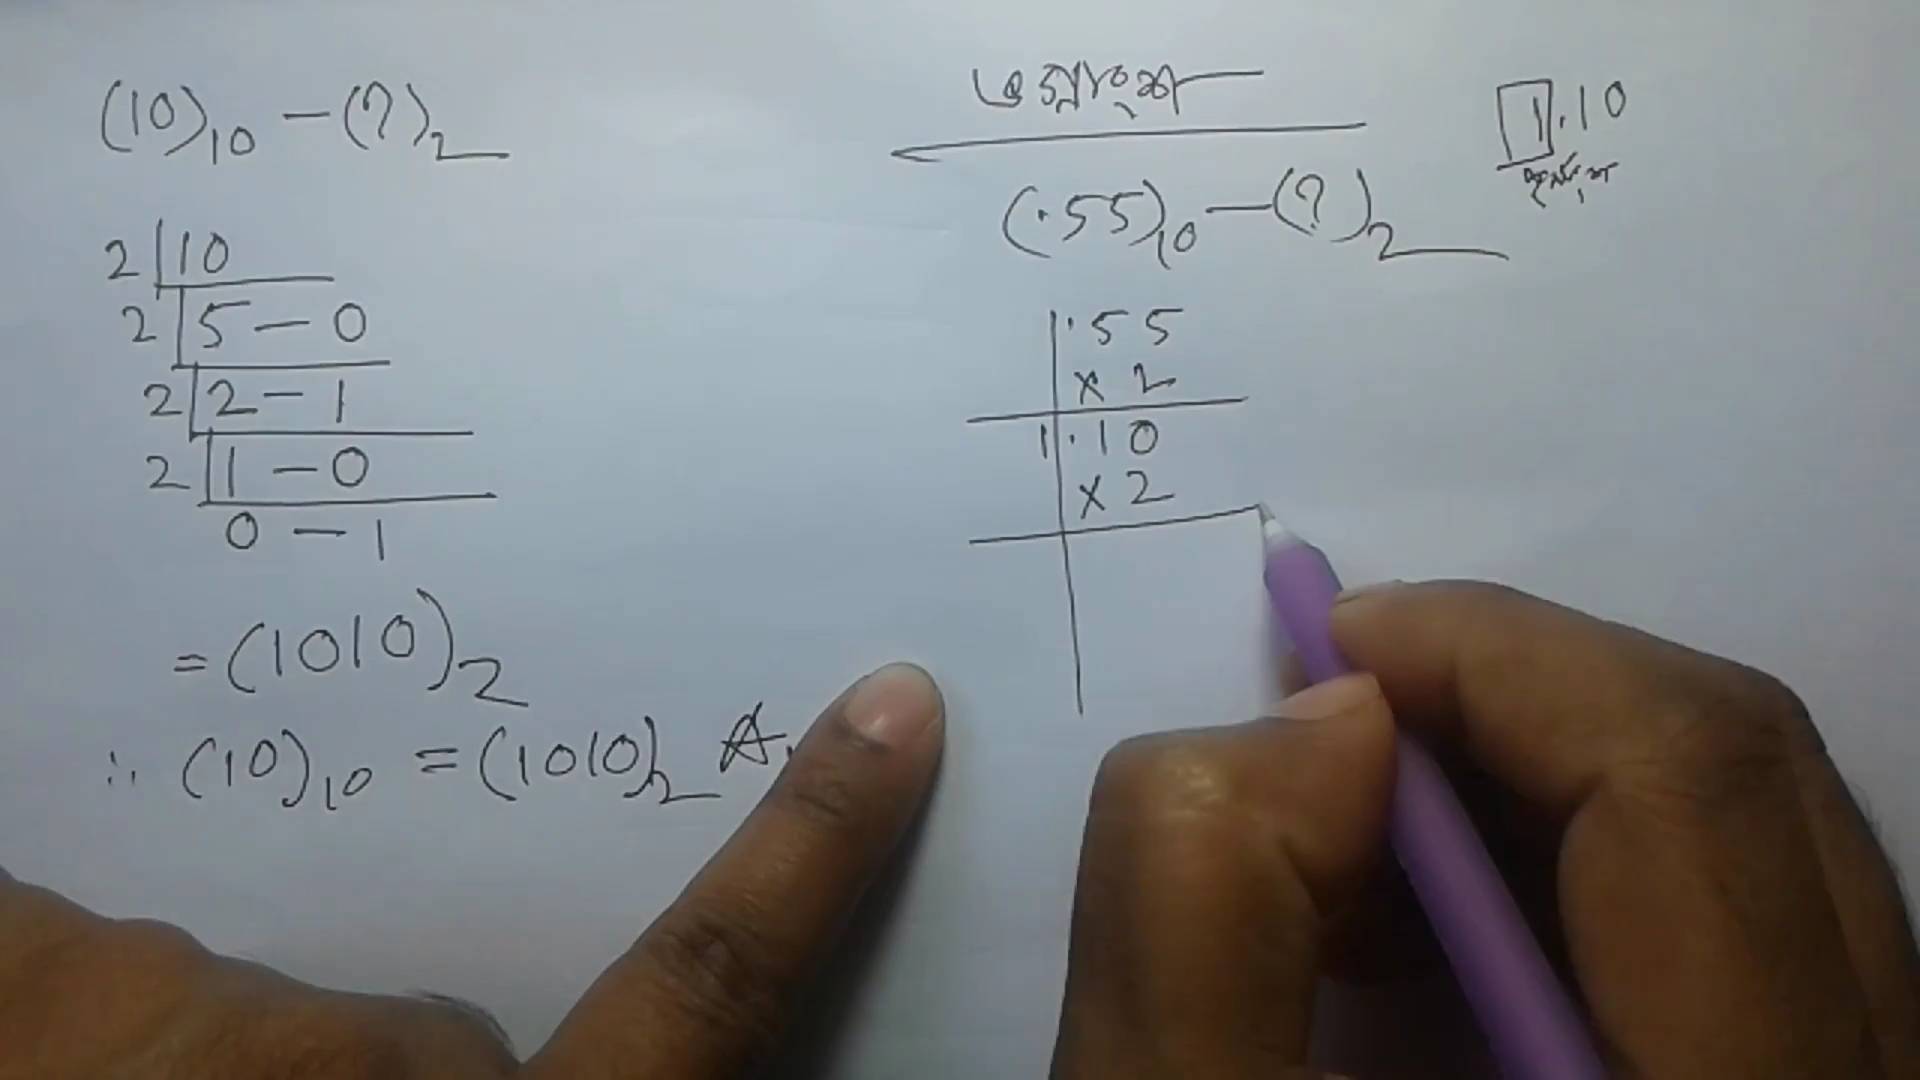 (10)10 — (?)2
2 | 10
2 | 5 — 0
2 | 2 — 1
2 | 1 — 0
0 — 1
= (1010)2
∴ (10)10 = (1010)2 A.
ভগ্নাংশ
1.10
(.55)10 — (?)2
.55
× 2
1 .10
× 2